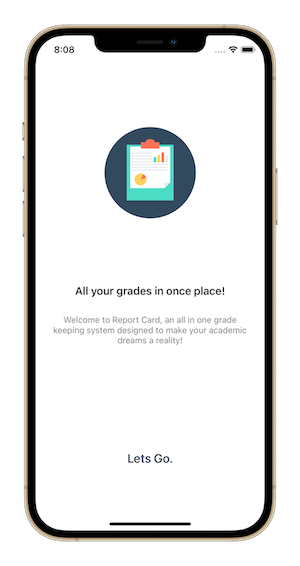 8:08
All your grades in once place!
Welcome to Report Card, an all in one grade
keeping system designed to make your academic
dreams a reality!
Lets Go.